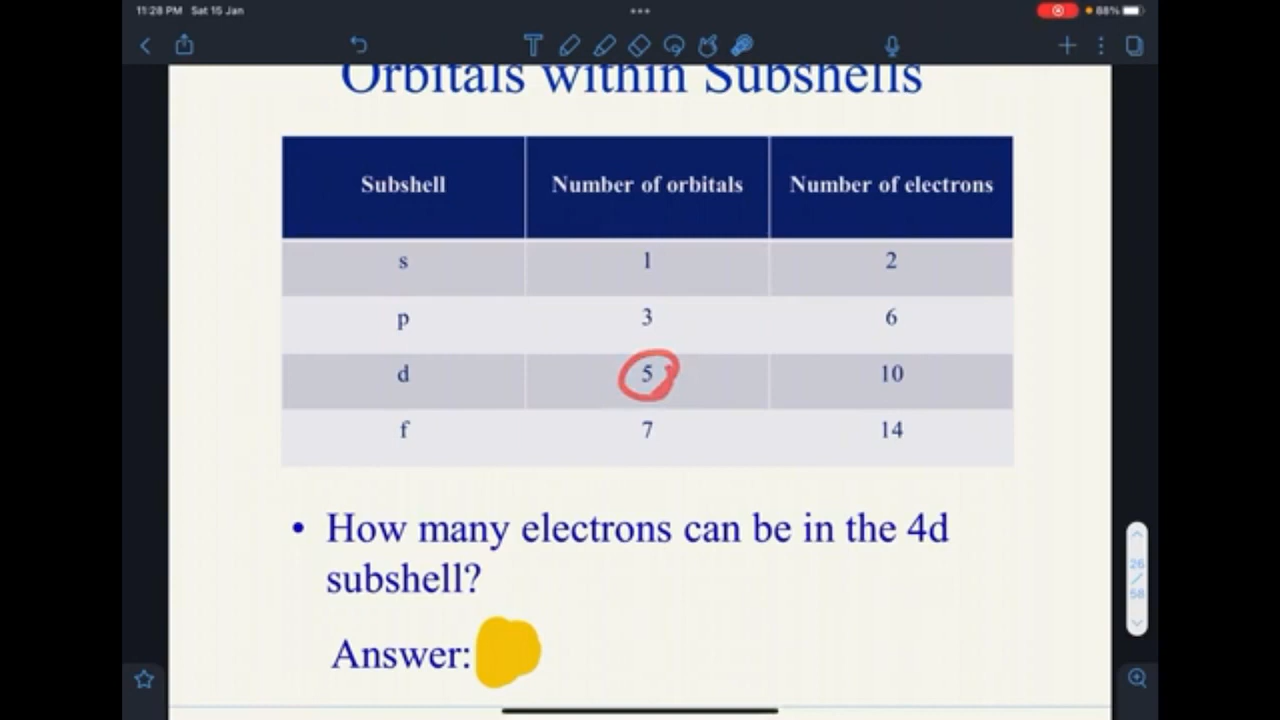 11:28 PM Sat 15 Jan
88%
Orbitals within Subshells
Subshell Number of orbitals Number of electrons
s 1 2
p 3 6
d 5 10
f 7 14
• How many electrons can be in the 4d
subshell?
26
/
58
Answer: